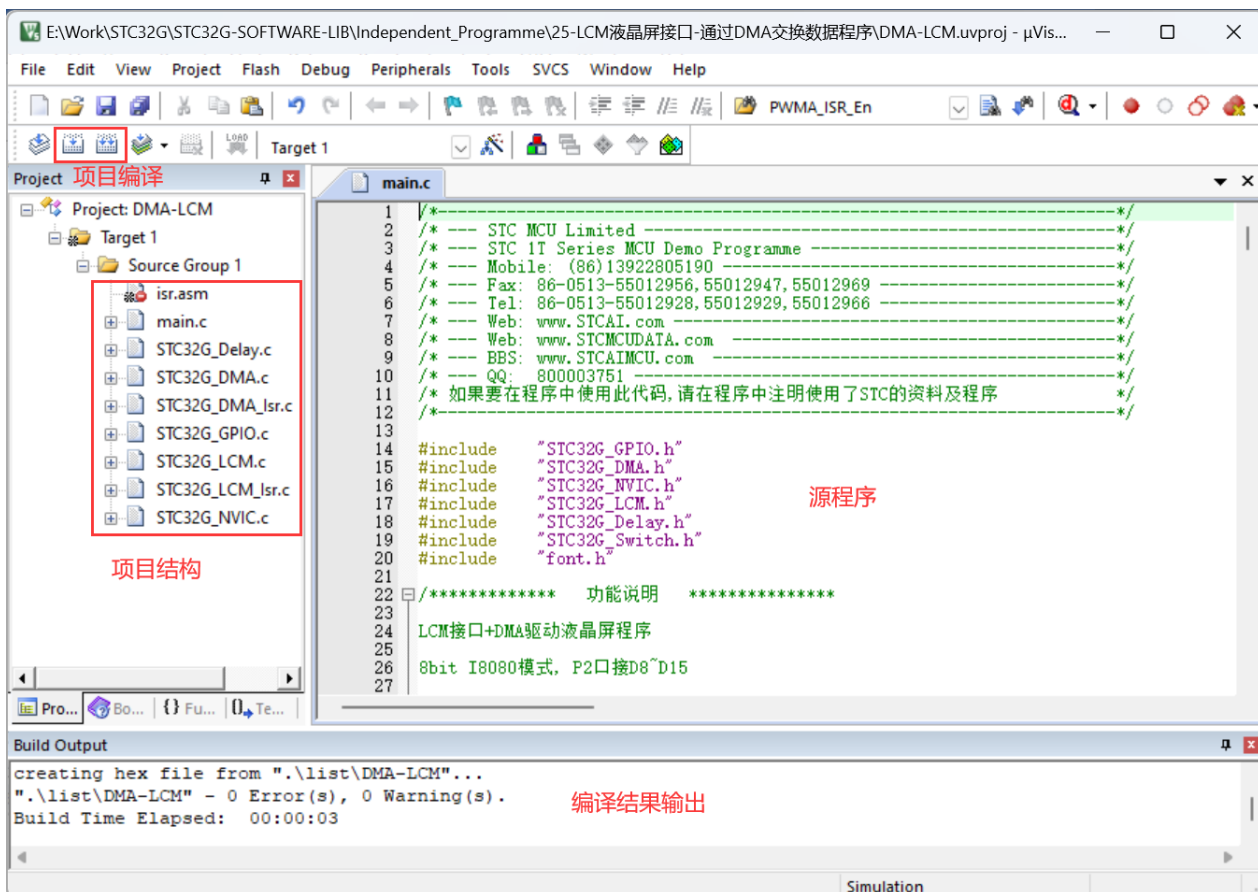 E:\Work\STC32G\STC32G-SOFTWARE-LIB\Independent_Programme\25-LCM液晶屏接口-通过DMA交换数据程序\DMA-LCM.uvproj - µVis...
File Edit View Project Flash Debug Peripherals Tools SVCS Window Help
PWMA_ISR_En
LOAD
Target 1
Project 项目编译
main.c
Project: DMA-LCM
Target 1
Source Group 1
isr.asm
main.c
STC32G_Delay.c
STC32G_DMA.c
STC32G_DMA_Isr.c
STC32G_GPIO.c
STC32G_LCM.c
STC32G_LCM_Isr.c
STC32G_NVIC.c
项目结构
Pro... Bo... {} Fu... Te...
1 /*---------------------------------------------------------------------*/
2 /* --- STC MCU Limited ------------------------------------------------*/
3 /* --- STC 1T Series MCU Demo Programme -------------------------------*/
4 /* --- Mobile: (86)13922805190 ----------------------------------------*/
5 /* --- Fax: 86-0513-55012956,55012947,55012969 ------------------------*/
6 /* --- Tel: 86-0513-55012928,55012929,55012966 ------------------------*/
7 /* --- Web: www.STCAI.com ---------------------------------------------*/
8 /* --- Web: www.STCMCUDATA.com  ---------------------------------------*/
9 /* --- BBS: www.STCAIMCU.com  -----------------------------------------*/
10 /* --- QQ:  800003751 -------------------------------------------------*/
11 /* 如果要在程序中使用此代码,请在程序中注明使用了STC的资料及程序            */
12 /*---------------------------------------------------------------------*/
13
14 #include    "STC32G_GPIO.h"
15 #include    "STC32G_DMA.h"
16 #include    "STC32G_NVIC.h"
17 #include    "STC32G_LCM.h"
18 #include    "STC32G_Delay.h"
19 #include    "STC32G_Switch.h"
20 #include    "font.h"
源程序
21
22 /*************   功能说明   ***************
23
24 LCM接口+DMA驱动液晶屏程序
25
26 8bit I8080模式, P2口接D8~D15
27
Build Output
creating hex file from ".\list\DMA-LCM"...
".\list\DMA-LCM" - 0 Error(s), 0 Warning(s).
Build Time Elapsed:  00:00:03
编译结果输出
Simulation